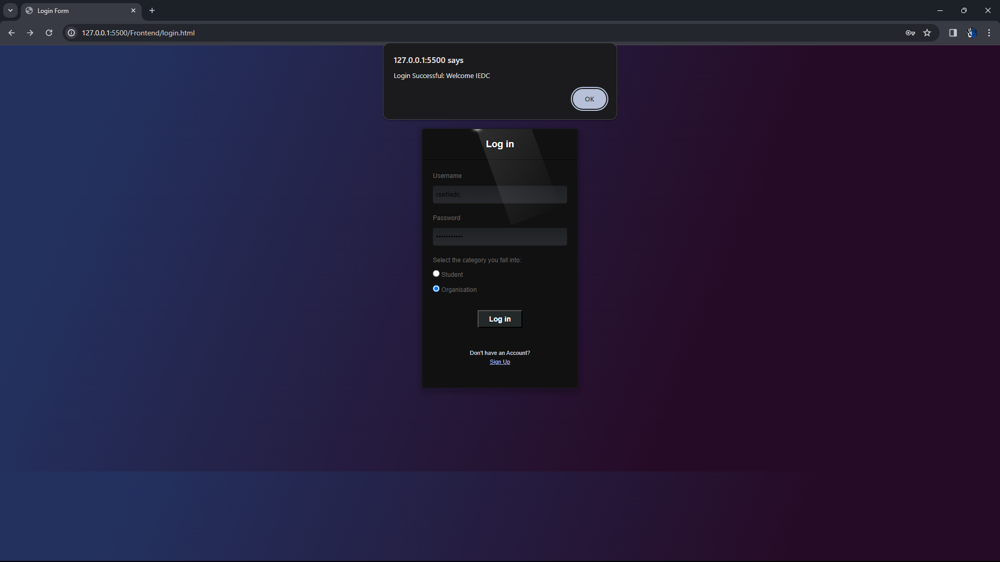 Login Form
127.0.0.1:5500/Frontend/login.html
127.0.0.1:5500 says
Login Successful: Welcome IEDC
OK
Log in
Username
rsetiedc
Password
•••••••••••
Select the category you fall into:
Student
Organisation
Log in
Don't have an Account?
Sign Up